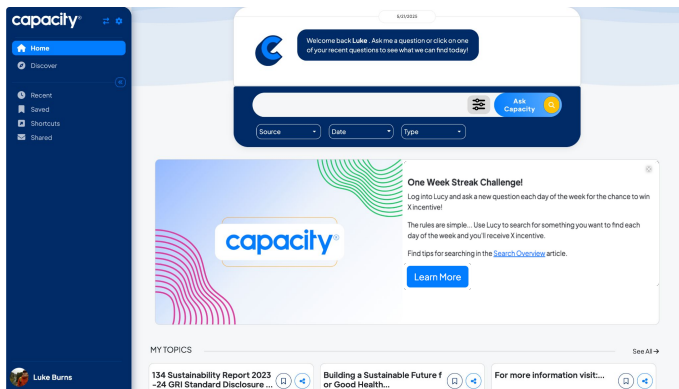 capacity
5/21/2025
Welcome back Luke . Ask me a question or click on one
of your recent questions to see what we can find today!
Home
Discover
Recent
Saved
Shortcuts
Shared
Ask
Capacity
Source
Date
Type
capacity
One Week Streak Challenge!
Log into Lucy and ask a new question each day of the week for the chance to win
X incentive!
The rules are simple... Use Lucy to search for something you want to find each
day of the week and you'll receive X incentive.
Find tips for searching in the Search Overview article.
Learn More
MY TOPICS
See All
134 Sustainability Report 2023
-24 GRI Standard Disclosure ...
Building a Sustainable Future f
or Good Health...
For more information visit:...
Luke Burns